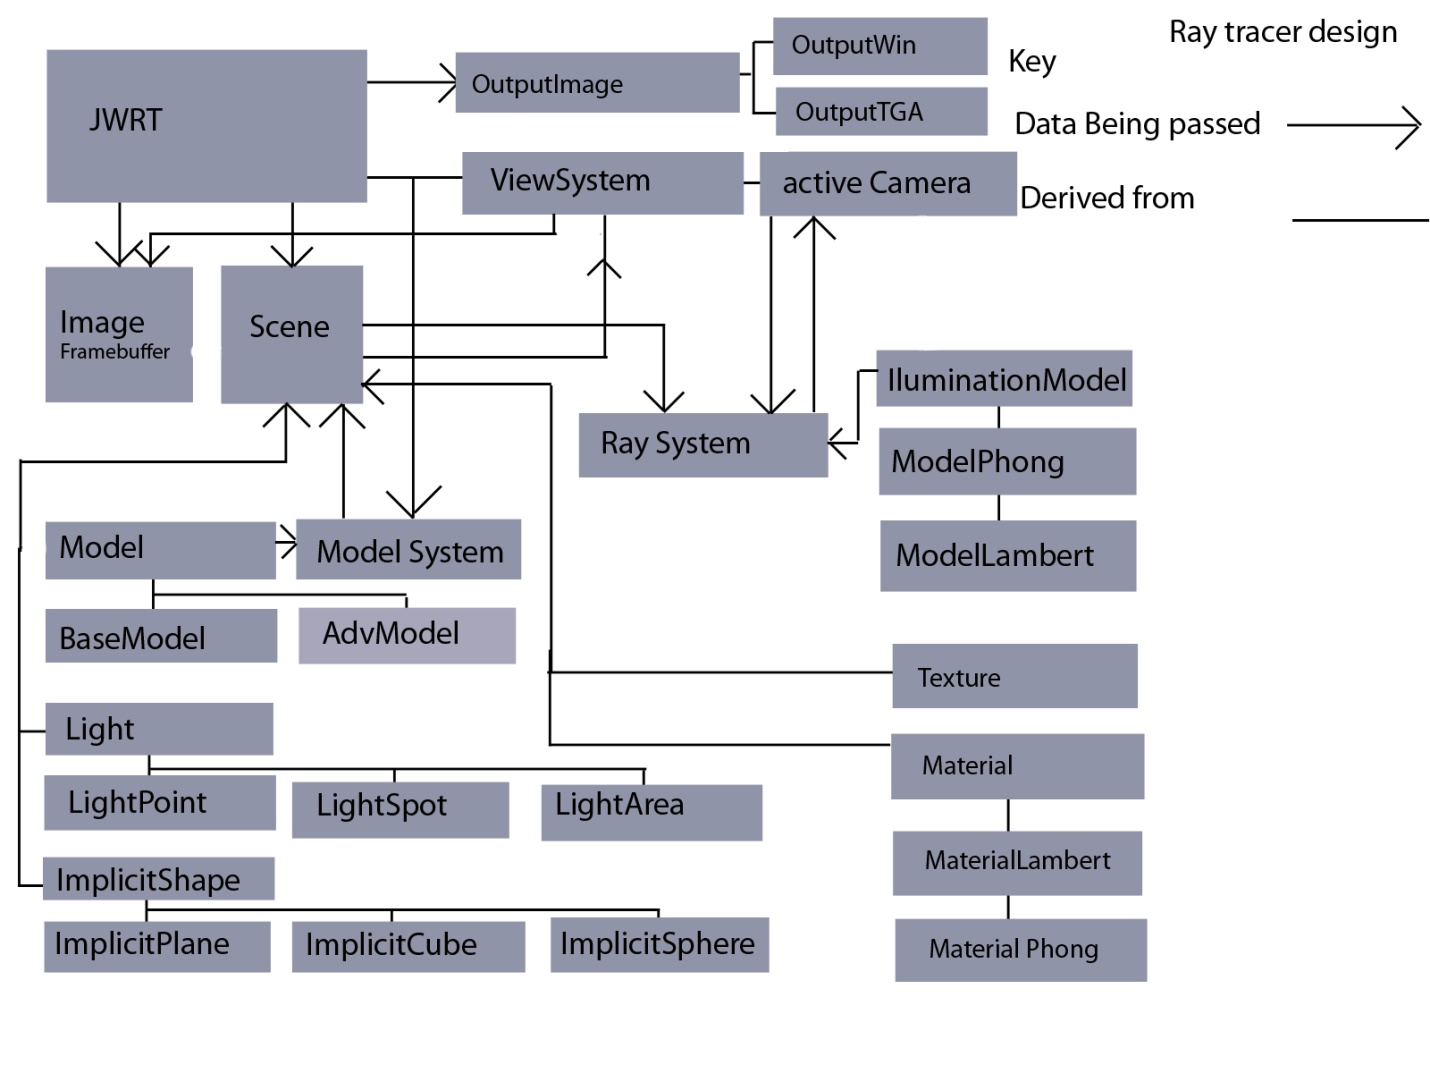 Ray tracer design
Key
Data Being passed
Derived from
JWRT
OutputImage
OutputWin
OutputTGA
ViewSystem
active Camera
Image
Framebuffer
Scene
Ray System
IluminationModel
ModelPhong
ModelLambert
Model
Model System
BaseModel
AdvModel
Texture
Light
Material
LightPoint
LightSpot
LightArea
MaterialLambert
ImplicitShape
ImplicitPlane
ImplicitCube
ImplicitSphere
Material Phong